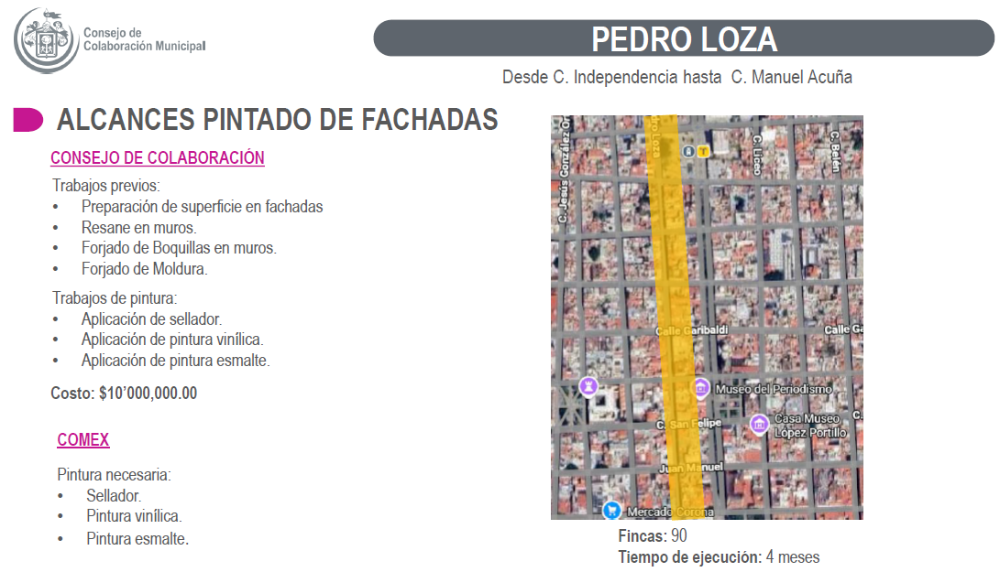 Consejo de
Colaboración Municipal
PEDRO LOZA
Desde C. Independencia hasta C. Manuel Acuña
ALCANCES PINTADO DE FACHADAS
CONSEJO DE COLABORACIÓN
Trabajos previos:
• Preparación de superficie en fachadas
• Resane en muros.
• Forjado de Boquillas en muros.
• Forjado de Moldura.
Trabajos de pintura:
• Aplicación de sellador.
• Aplicación de pintura vinílica.
• Aplicación de pintura esmalte.
Costo: $10’000,000.00
COMEX
Pintura necesaria:
• Sellador.
• Pintura vinílica.
• Pintura esmalte.
C. Jesús González Or
ro Loza
C. Liceo
C. Belén
Calle Garibaldi
Calle Ga
Museo del Periodismo
C.
C. San Felipe
Casa Museo
López Portillo
Juan Manuel
Mercado Corona
Fincas: 90
Tiempo de ejecución: 4 meses